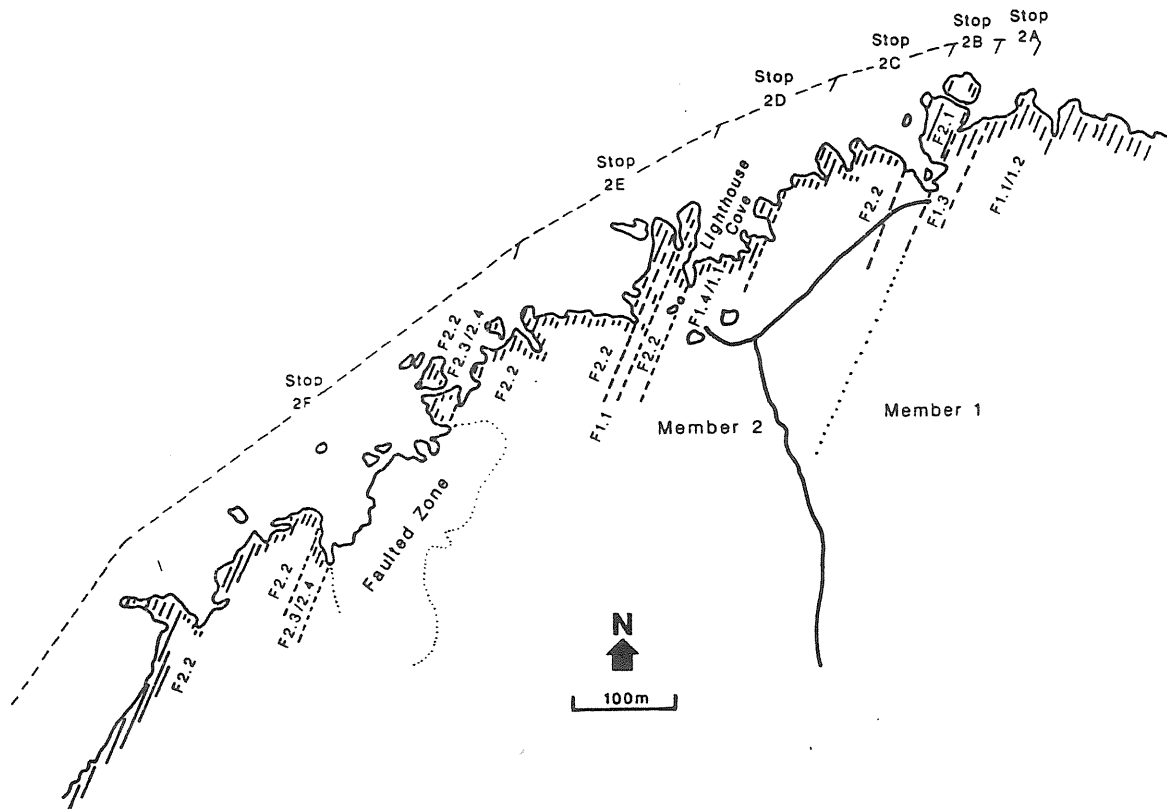 Stop
2A
Stop
2B
Stop
2C
Stop
2D
Stop
2E
Stop
2F
F2.1
F1.1/1.2
F1.3
F2.2
Lighthouse
Cove
F1.4/1.1
F2.2
F1.1
F2.2
F2.2
F2.3/2.4
F2.2
Member 1
Member 2
Faulted Zone
F2.2
F2.3/2.4
F2.2
N
100m